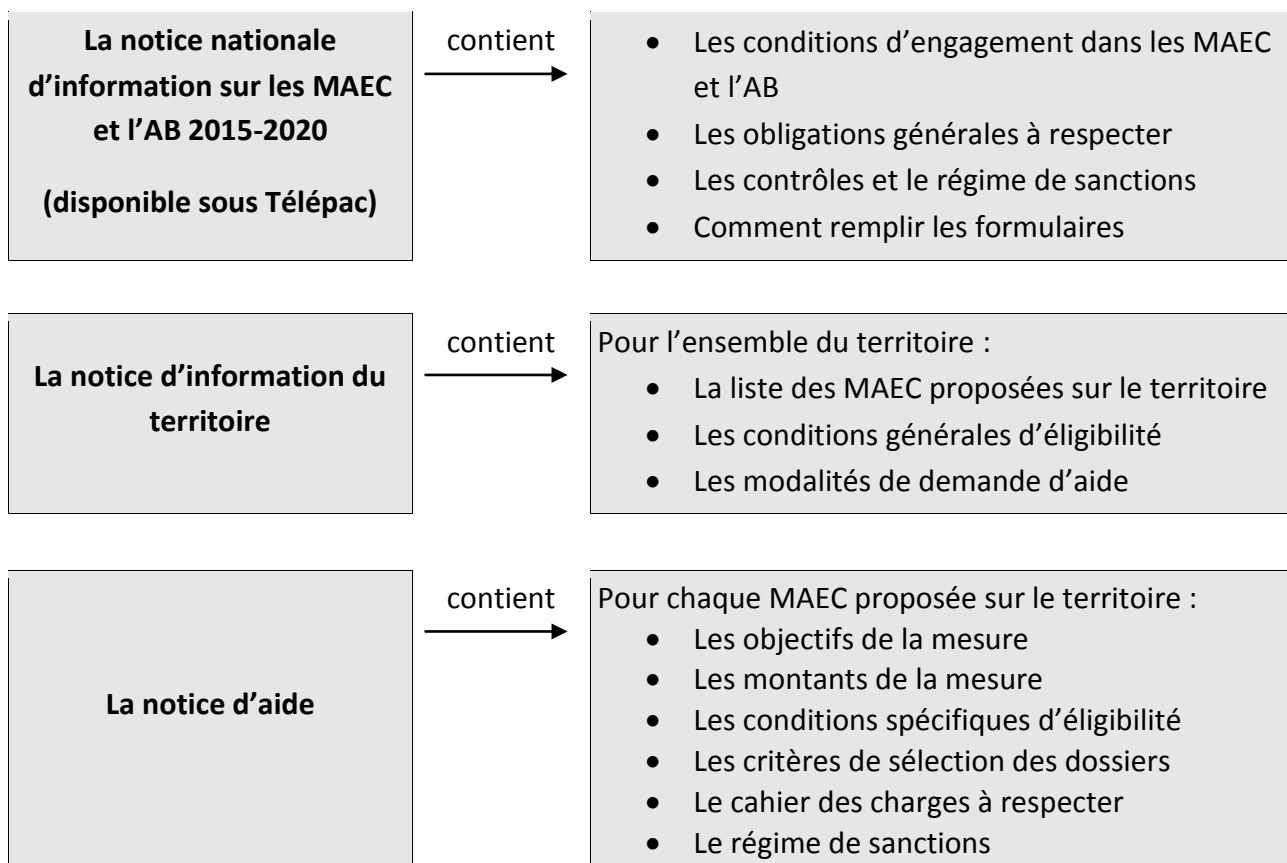 La notice nationale
d’information sur les MAEC
et l’AB 2015-2020
(disponible sous Télépac)
contient
• Les conditions d’engagement dans les MAEC
et l’AB
• Les obligations générales à respecter
• Les contrôles et le régime de sanctions
• Comment remplir les formulaires
La notice d’information du
territoire
contient
Pour l’ensemble du territoire :
• La liste des MAEC proposées sur le territoire
• Les conditions générales d’éligibilité
• Les modalités de demande d’aide
La notice d’aide
contient
Pour chaque MAEC proposée sur le territoire :
• Les objectifs de la mesure
• Les montants de la mesure
• Les conditions spécifiques d’éligibilité
• Les critères de sélection des dossiers
• Le cahier des charges à respecter
• Le régime de sanctions